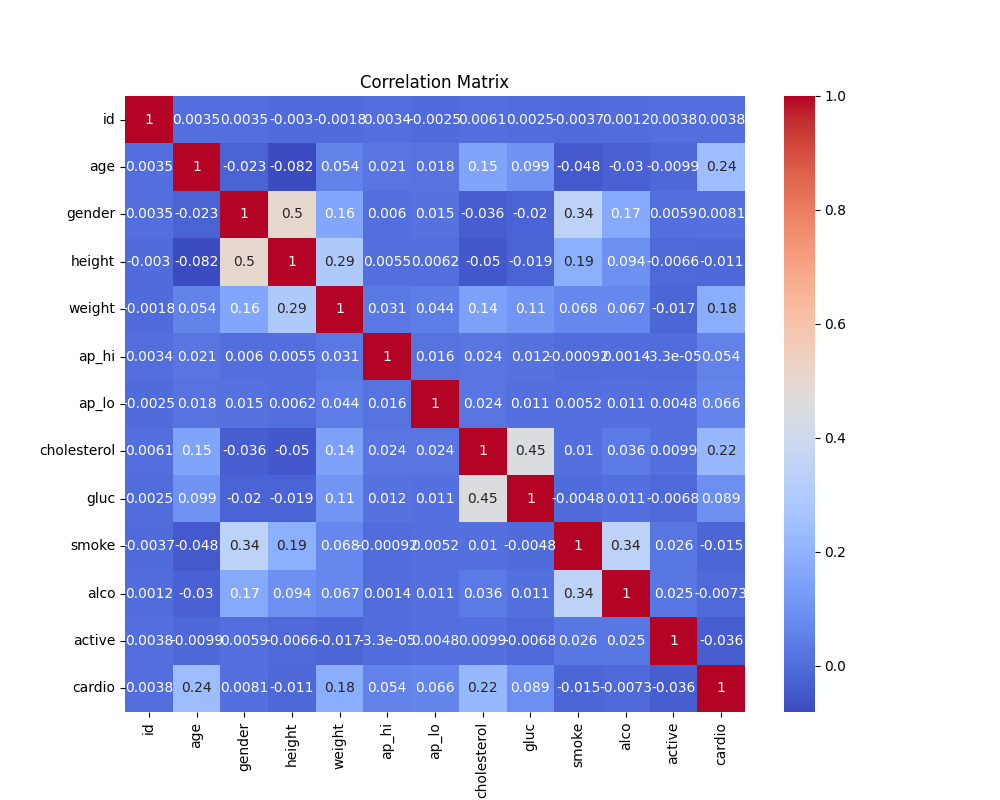 Correlation Matrix
id 1 0.0035 0.0035 -0.003 -0.0018 0.0034 -0.0025 0.0061 0.0025 -0.0037 0.0012 0.0038 0.0038
age 0.0035 1 -0.023 -0.082 0.054 0.021 0.018 0.15 0.099 -0.048 -0.03 -0.0099 0.24
gender 0.0035 -0.023 1 0.5 0.16 0.006 0.015 -0.036 -0.02 0.34 0.17 0.0059 0.0081
height -0.003 -0.082 0.5 1 0.29 0.0055 0.0062 -0.05 -0.019 0.19 0.094 -0.0066 -0.011
weight -0.0018 0.054 0.16 0.29 1 0.031 0.044 0.14 0.11 0.068 0.067 -0.017 0.18
ap_hi 0.0034 0.021 0.006 0.0055 0.031 1 0.016 0.024 0.012 -0.00092 0.0014 -3.3e-05 0.054
ap_lo -0.0025 0.018 0.015 0.0062 0.044 0.016 1 0.024 0.011 0.0052 0.011 0.0048 0.066
cholesterol 0.0061 0.15 -0.036 -0.05 0.14 0.024 0.024 1 0.45 0.01 0.036 0.0099 0.22
gluc 0.0025 0.099 -0.02 -0.019 0.11 0.012 0.011 0.45 1 -0.0048 0.011 -0.0068 0.089
smoke -0.0037 -0.048 0.34 0.19 0.068 -0.00092 0.0052 0.01 -0.0048 1 0.34 0.026 -0.015
alco 0.0012 -0.03 0.17 0.094 0.067 0.0014 0.011 0.036 0.011 0.34 1 0.025 -0.0073
active 0.0038 -0.0099 0.0059 -0.0066 -0.017 -3.3e-05 0.0048 0.0099 -0.0068 0.026 0.025 1 -0.036
cardio 0.0038 0.24 0.0081 -0.011 0.18 0.054 0.066 0.22 0.089 -0.015 -0.0073 -0.036 1
id age gender height weight ap_hi ap_lo cholesterol gluc smoke alco active cardio
1.0
0.8
0.6
0.4
0.2
0.0